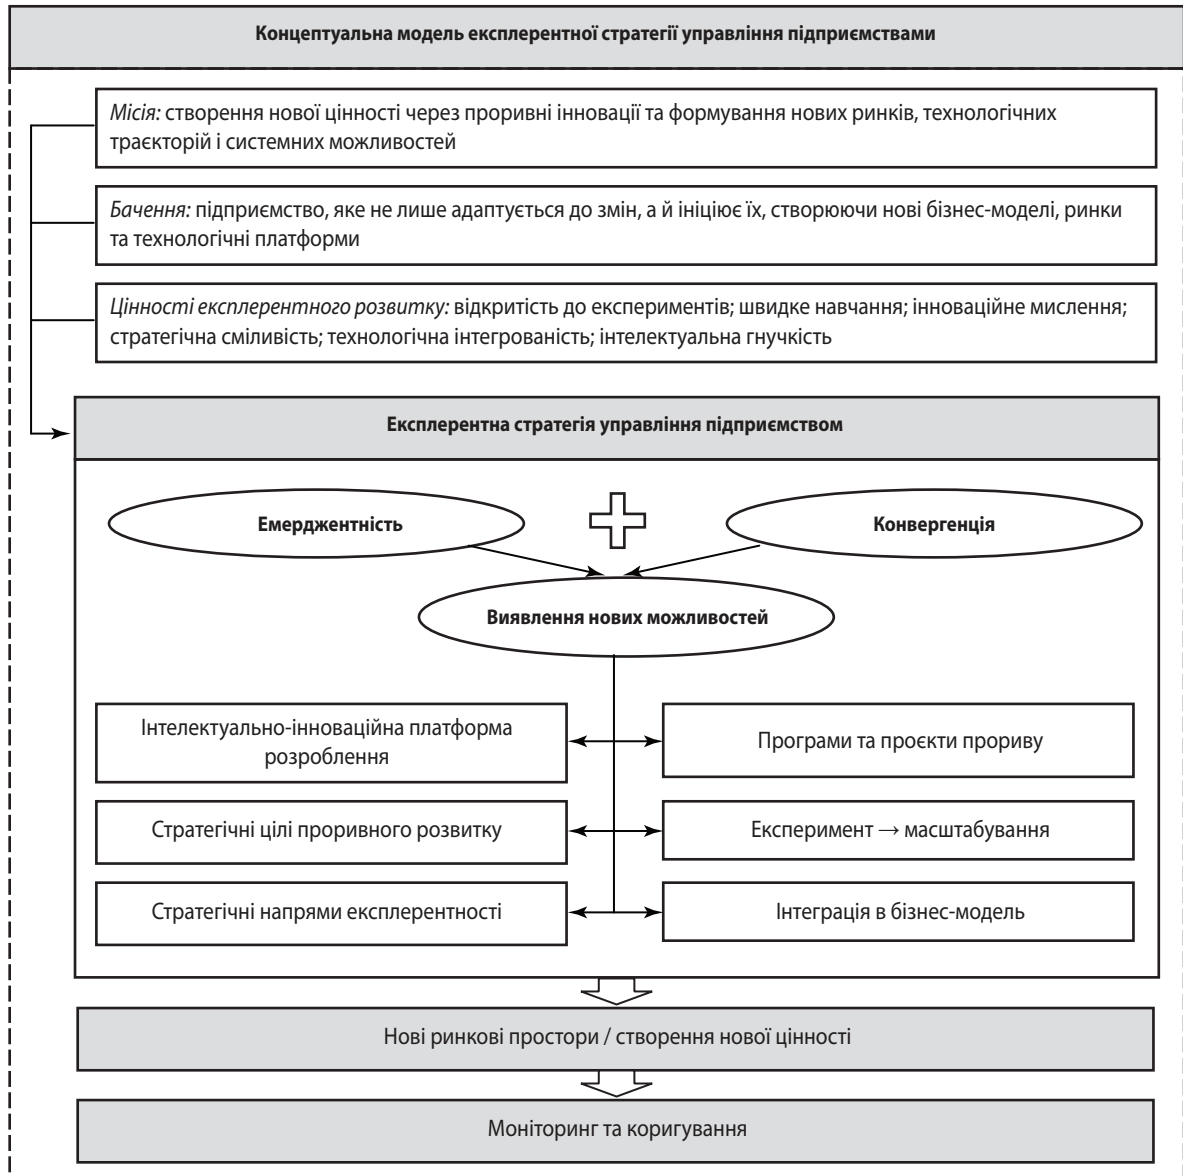 Концептуальна модель експлерентної стратегії управління підприємствами
Місія: створення нової цінності через проривні інновації та формування нових ринків, технологічних
траєкторій і системних можливостей
Бачення: підприємство, яке не лише адаптується до змін, а й ініціює їх, створюючи нові бізнес-моделі, ринки
та технологічні платформи
Цінності експлерентного розвитку: відкритість до експериментів; швидке навчання; інноваційне мислення;
стратегічна сміливість; технологічна інтегрованість; інтелектуальна гнучкість
Експлерентна стратегія управління підприємством
Емерджентність
Конвергенція
Виявлення нових можливостей
Інтелектуально-інноваційна платформа
розроблення
Програми та проєкти прориву
Стратегічні цілі проривного розвитку
Експеримент → масштабування
Стратегічні напрями експлерентності
Інтеграція в бізнес-модель
Нові ринкові простори / створення нової цінності
Моніторинг та коригування